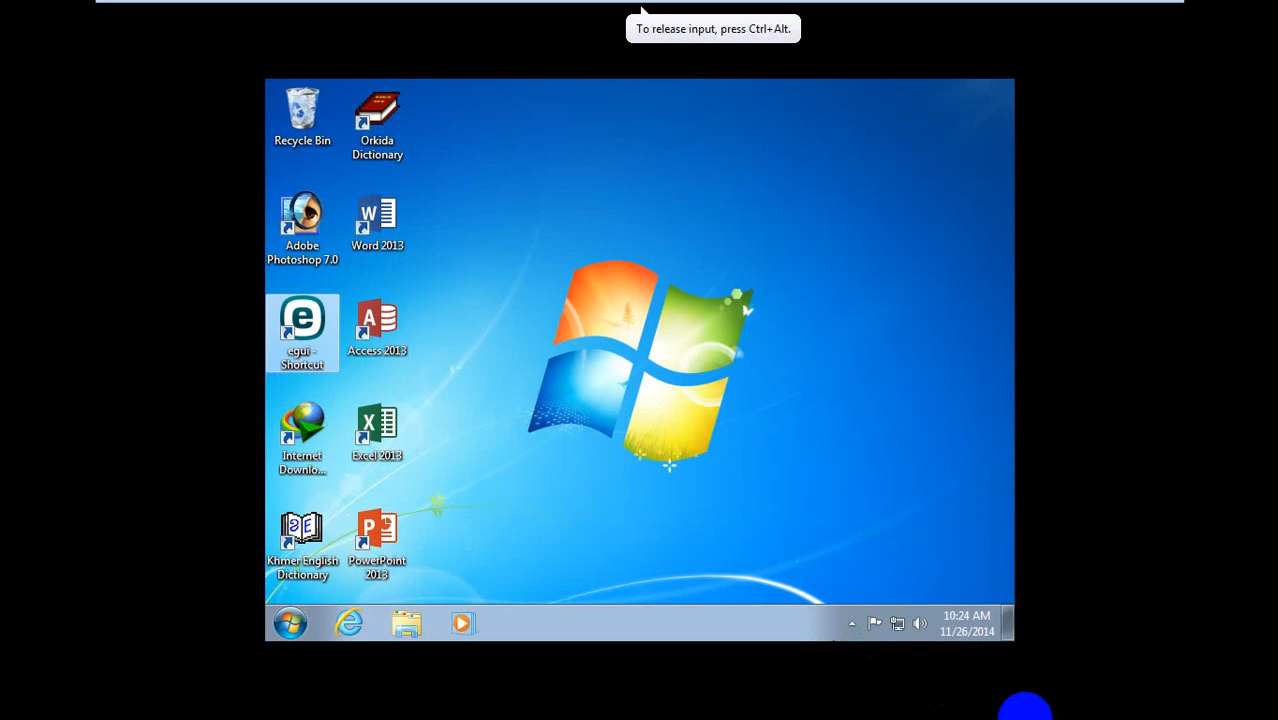 To release input, press Ctrl+Alt.
Recycle Bin
Orkida
Dictionary
Adobe
Photoshop 7.0
Word 2013
egui -
Shortcut
Access 2013
Internet
Downlo...
Excel 2013
Khmer English
Dictionary
PowerPoint
2013
10:24 AM
11/26/2014